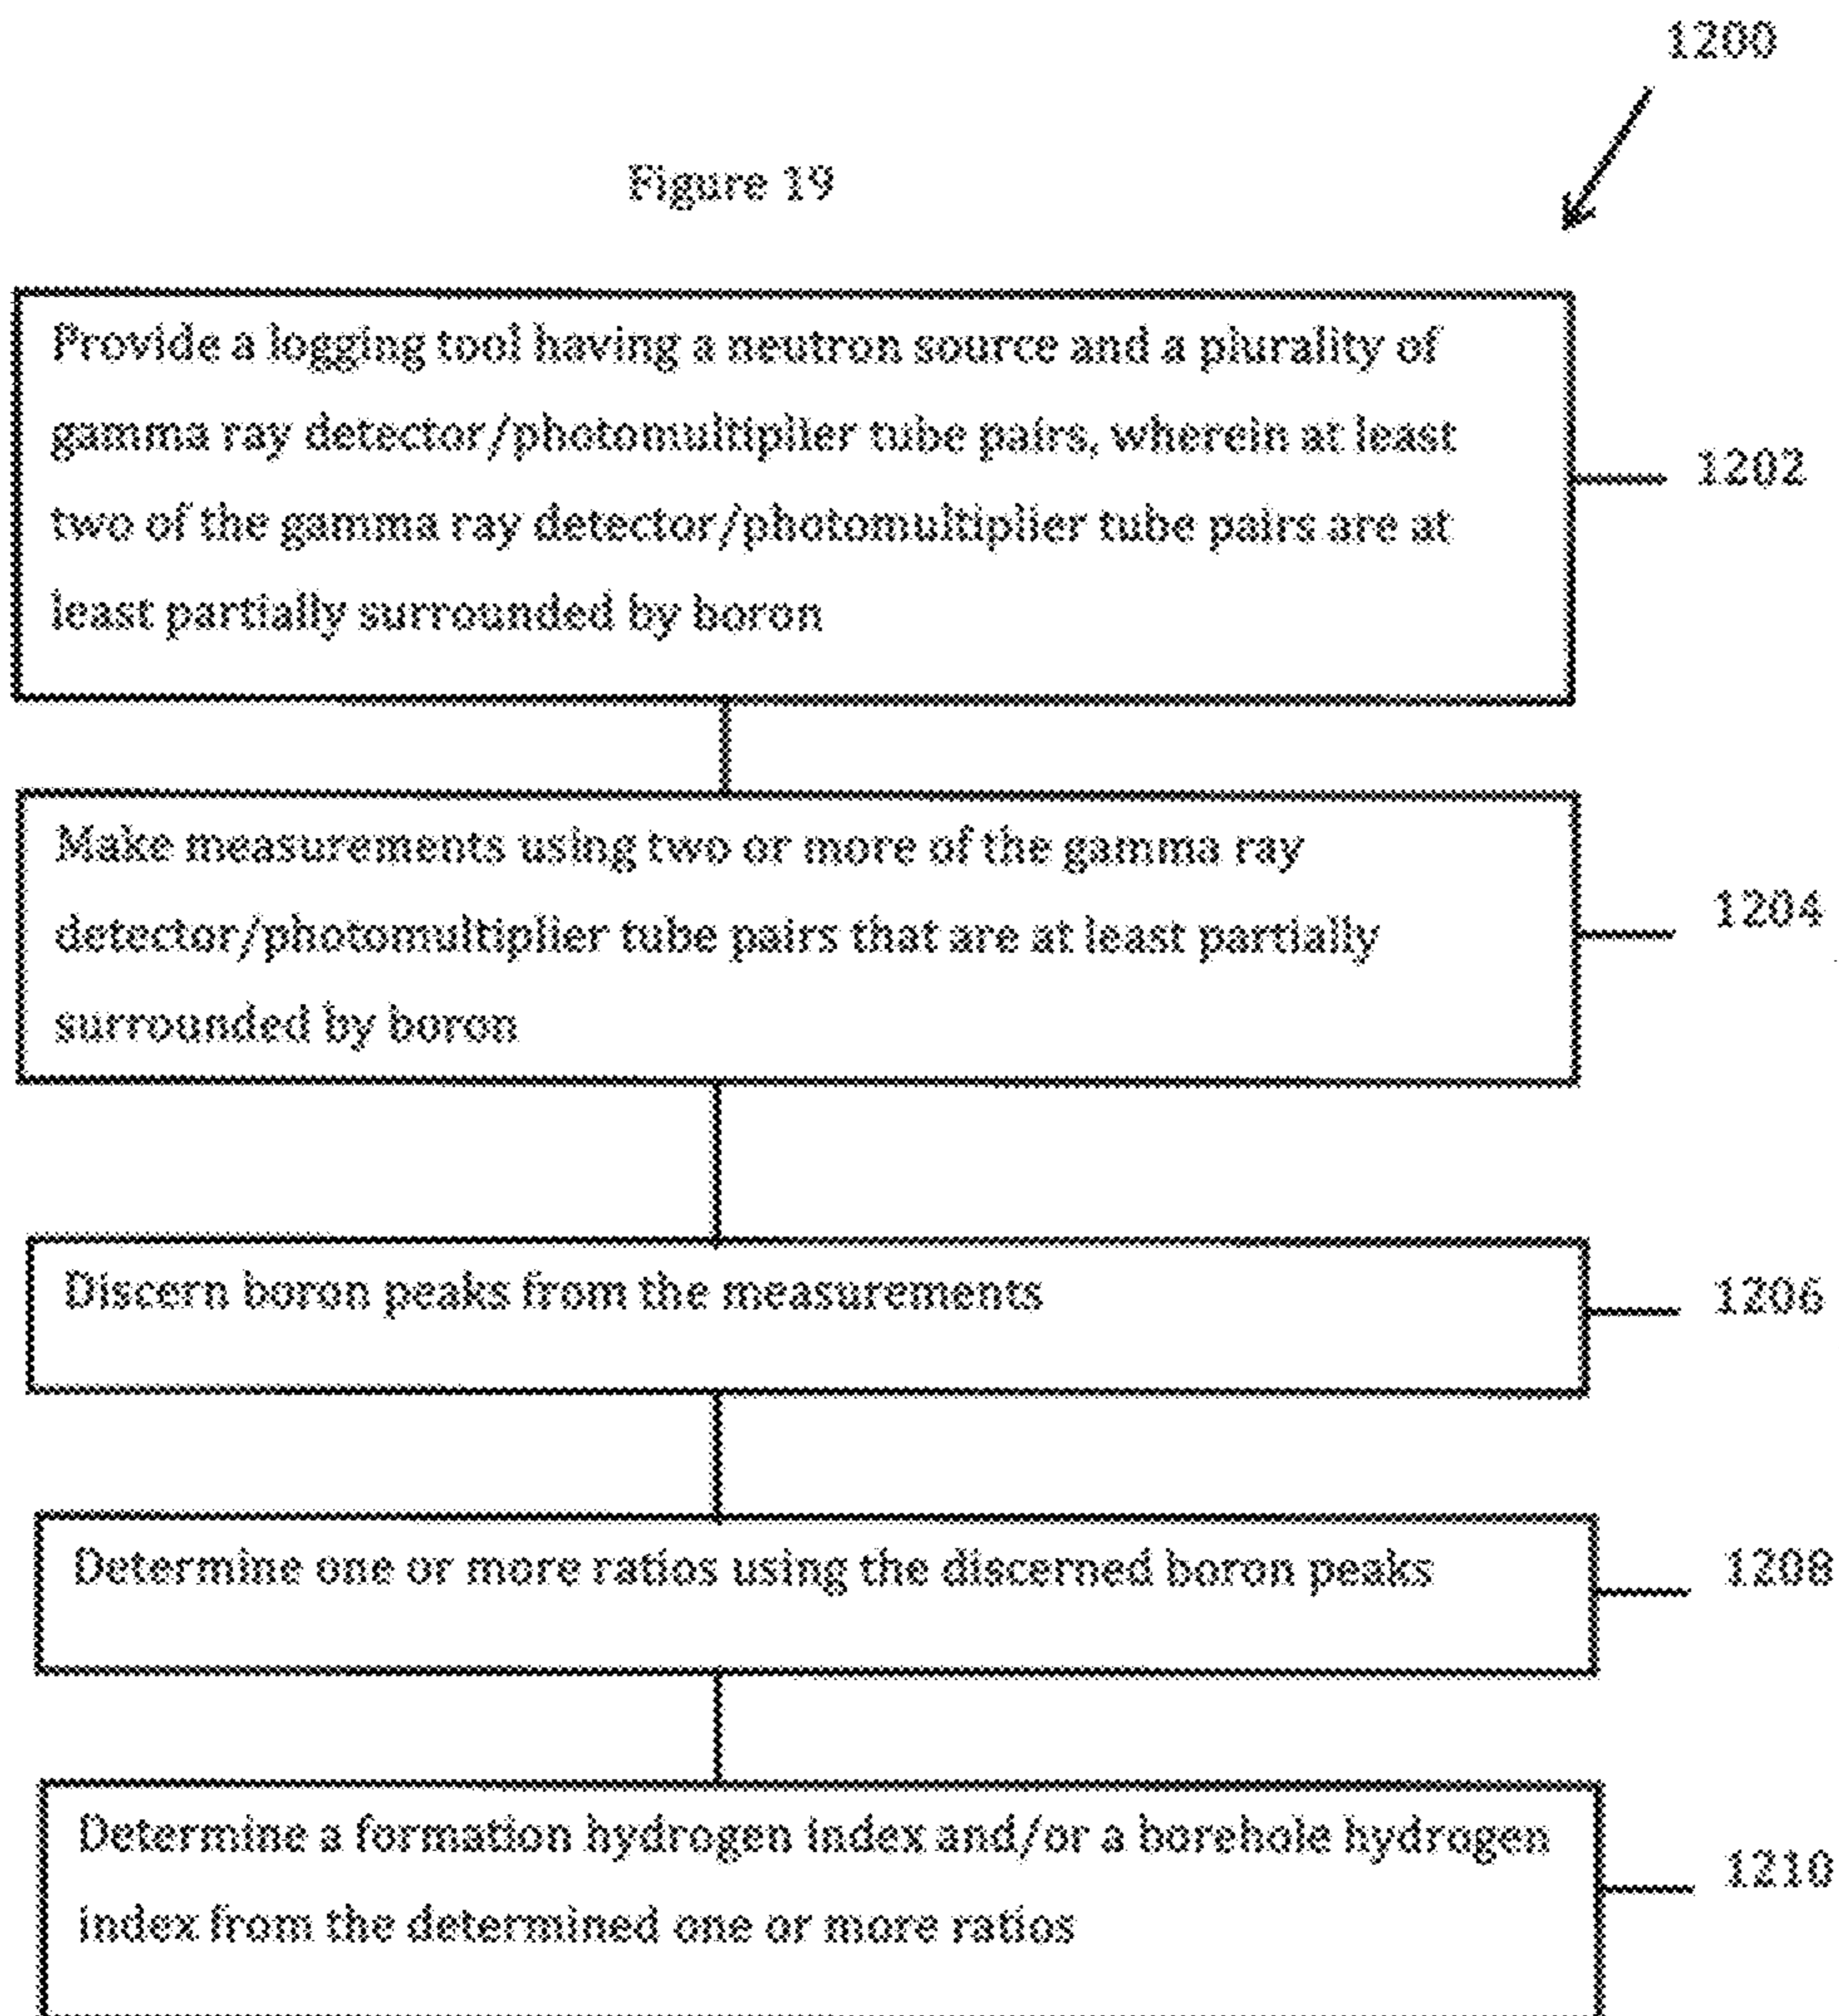 1200
Figure 19
Provide a logging tool having a neutron source and a plurality of
gamma ray detector/photomultiplier tube pairs, wherein at least
two of the gamma ray detector/photomultiplier tube pairs are at
least partially surrounded by boron
1202
Make measurements using two or more of the gamma ray
detector/photomultiplier tube pairs that are at least partially
surrounded by boron
1204
Discern boron peaks from the measurements
1206
Determine one or more ratios using the discerned boron peaks
1208
Determine a formation hydrogen index and/or a borehole hydrogen
index from the determined one or more ratios
1210